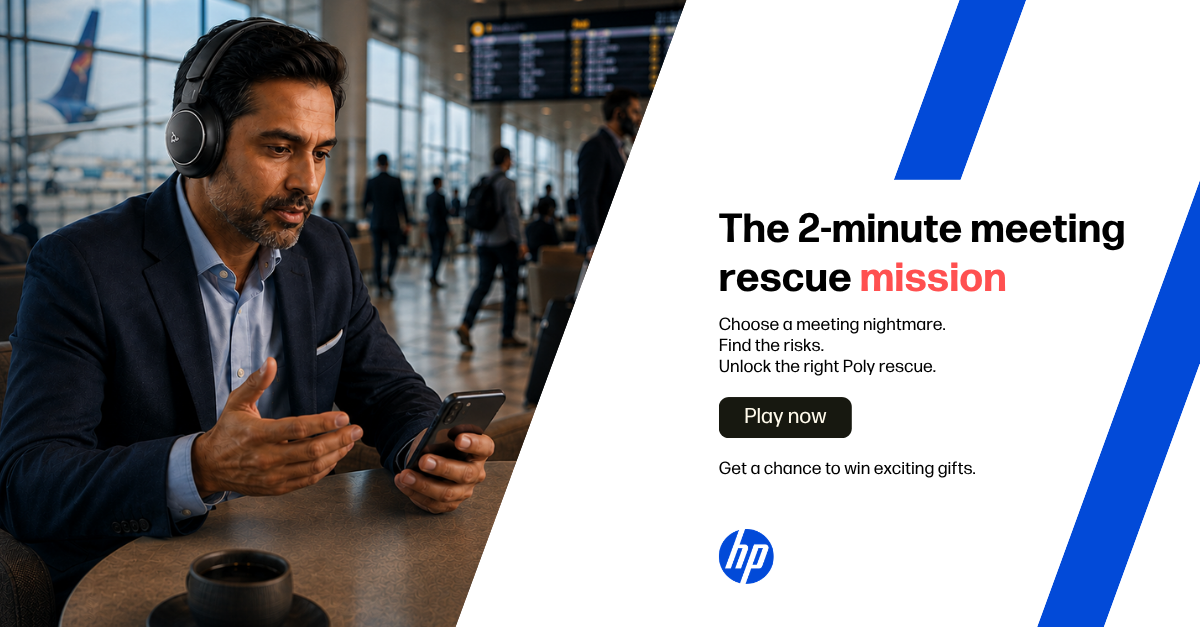 The 2-minute meeting
rescue mission
Choose a meeting nightmare.
Find the risks.
Unlock the right Poly rescue.
Play now
Get a chance to win exciting gifts.
hp